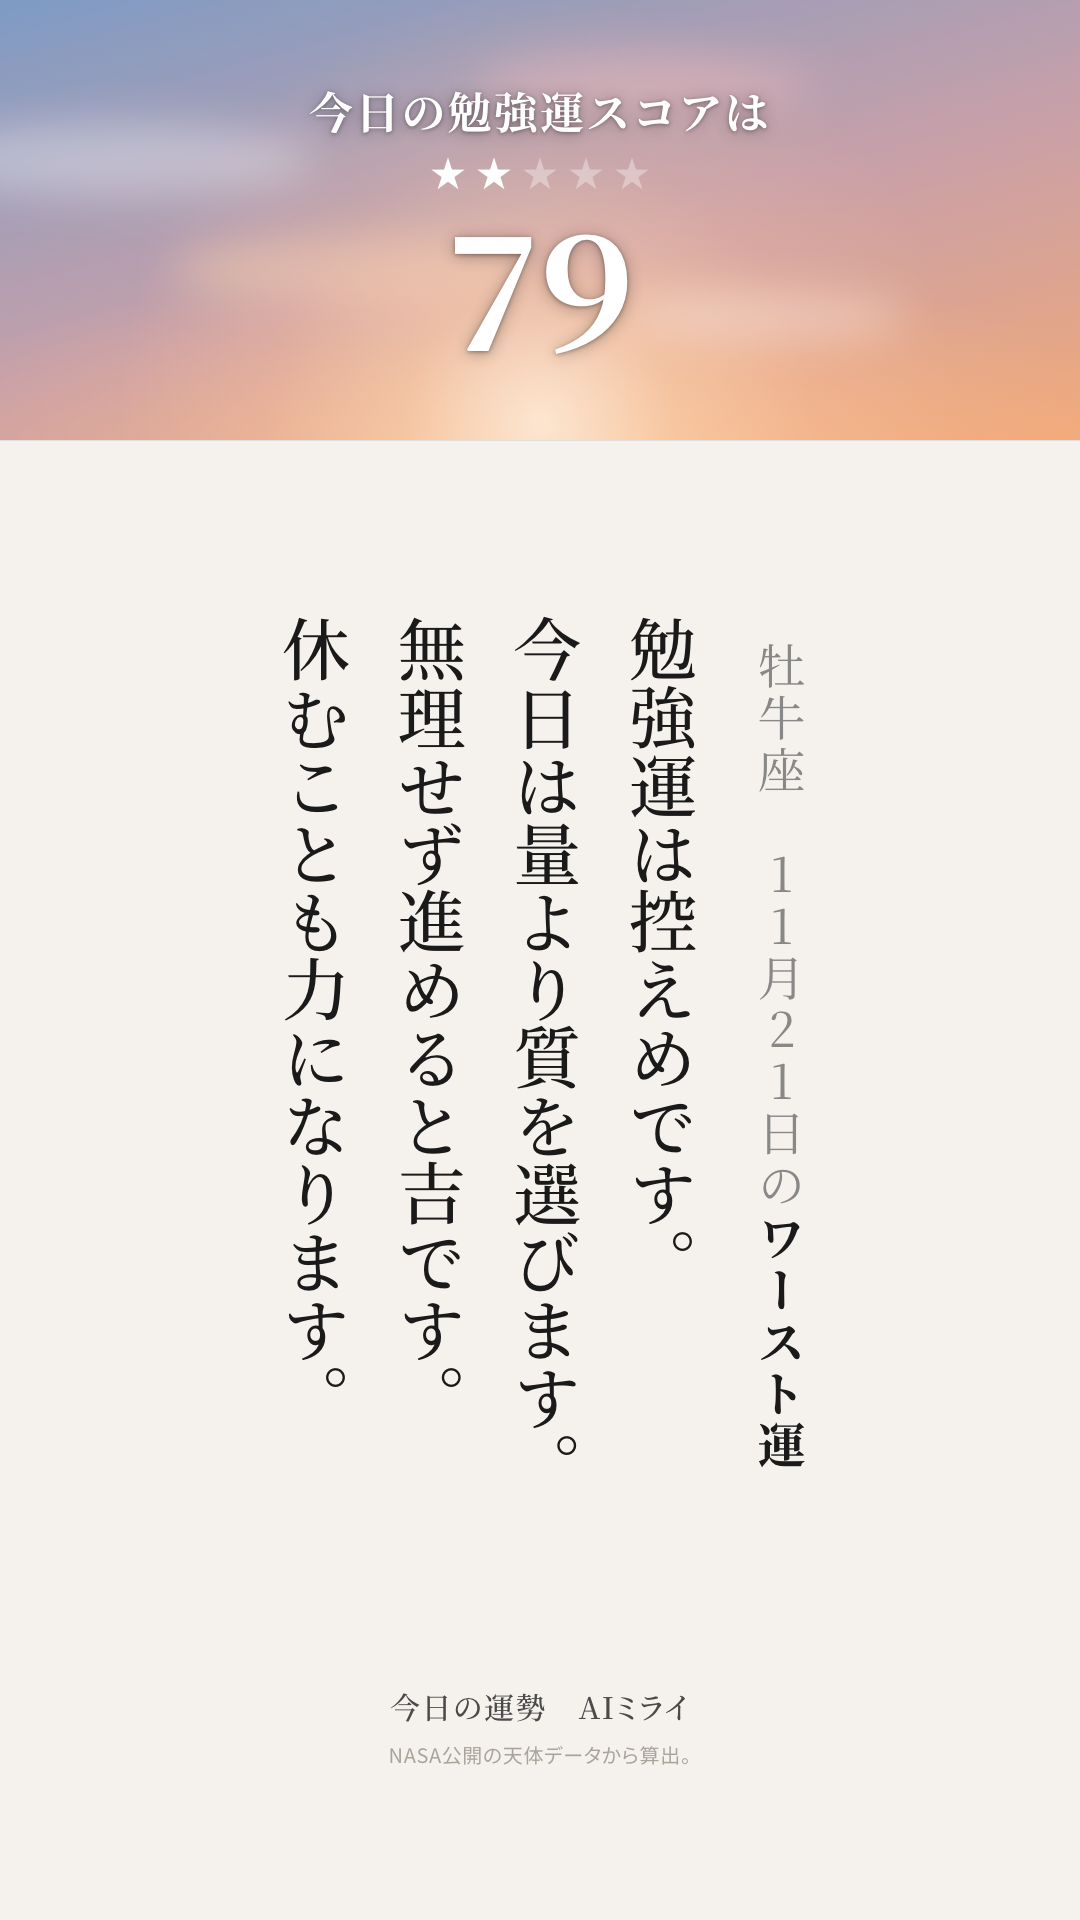 今日の勉強運スコアは
★★★★★
79
牡牛座　11月21日のワースト運
勉強運は控えめです。
今日は量より質を選びます。
無理せず進めると吉です。
休むことも力になります。
今日の運勢　AIミライ
NASA公開の天体データから算出。